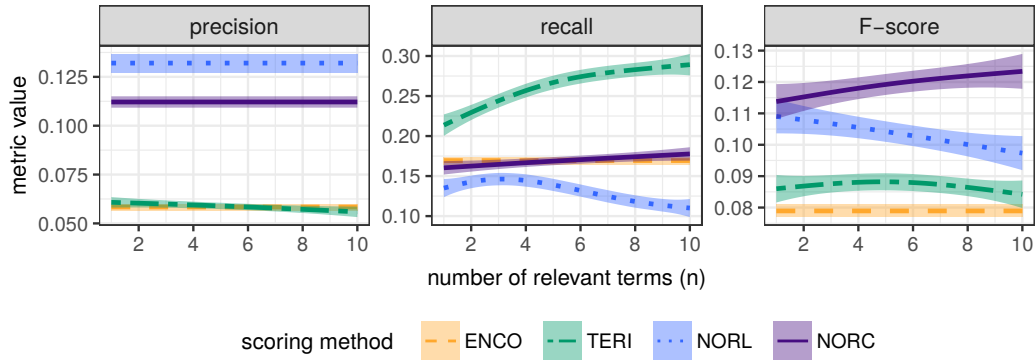 precision recall F−score
metric value
0.125
0.100
0.075
0.050
2 4 6 8 10
0.30
0.25
0.20
0.15
0.10
2 4 6 8 10
0.13
0.12
0.11
0.10
0.09
0.08
2 4 6 8 10
number of relevant terms (n)
scoring method ENCO TERI NORL NORC